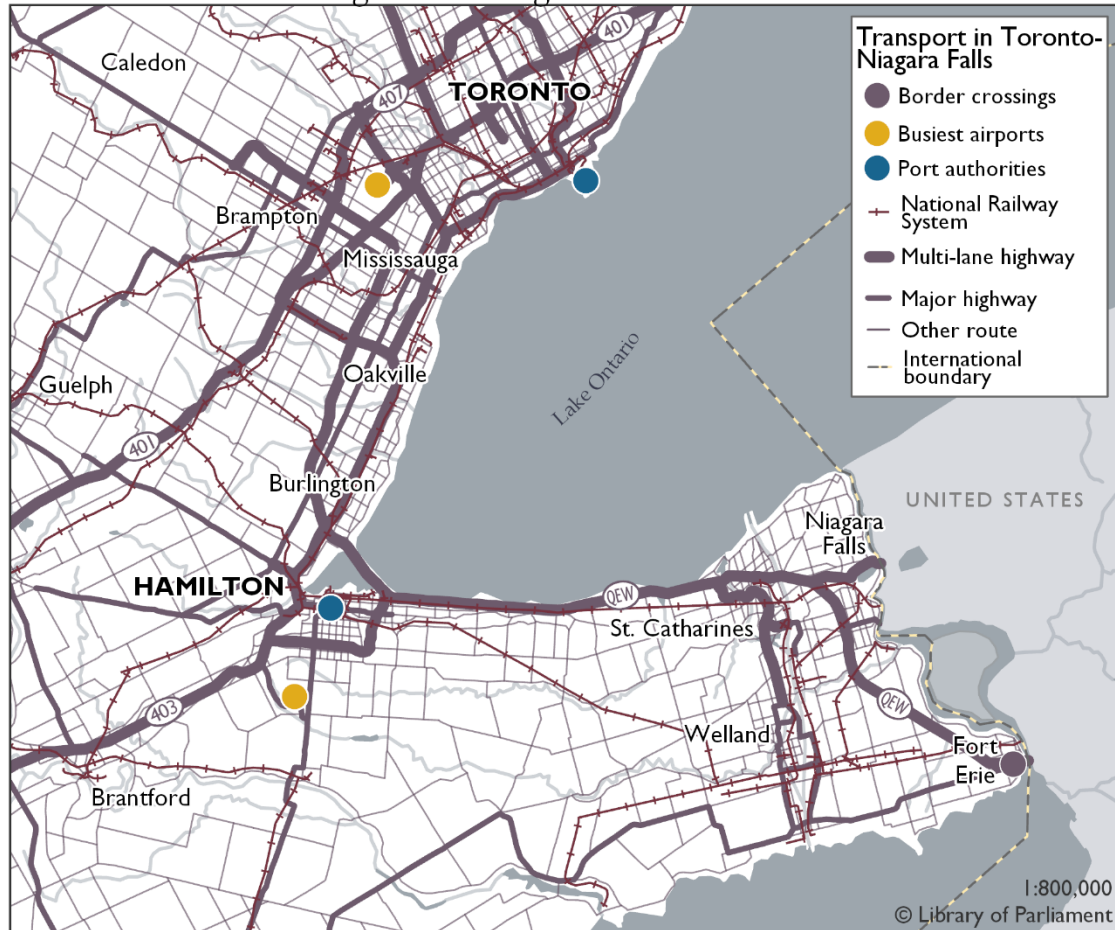 Caledon
401
407
TORONTO
Transport in Toronto-
Niagara Falls
Border crossings
Busiest airports
Port authorities
National Railway
System
Multi-lane highway
Major highway
Other route
International
boundary
Brampton
Mississauga
Lake Ontario
Guelph
Oakville
401
Burlington
UNITED STATES
Niagara
Falls
HAMILTON
QEW
St. Catharines
403
QEW
Welland
Fort
Erie
Brantford
1:800,000
© Library of Parliament